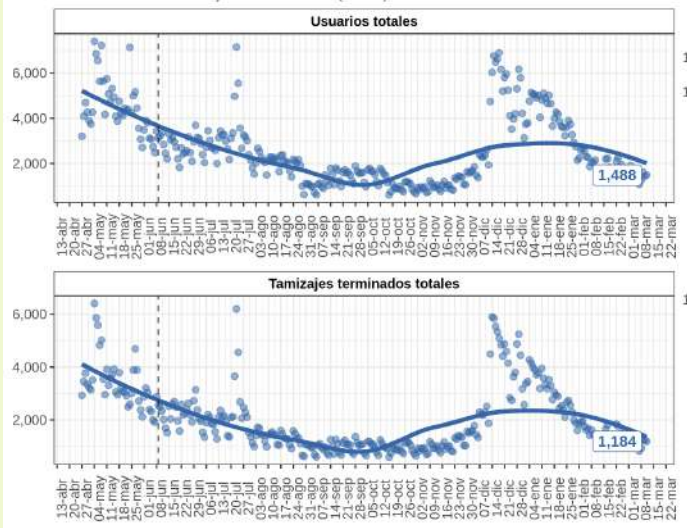 Usuarios totales
6,000
4,000
2,000
1,488
13-abr 20-abr 27-abr 04-may 11-may 18-may 25-may 01-jun 08-jun 15-jun 22-jun 29-jun 06-jul 13-jul 20-jul 27-jul 03-ago 10-ago 17-ago 24-ago 31-ago 07-sep 14-sep 21-sep 28-sep 05-oct 12-oct 19-oct 26-oct 02-nov 09-nov 16-nov 23-nov 30-nov 07-dic 14-dic 21-dic 28-dic 04-ene 11-ene 18-ene 25-ene 01-feb 08-feb 15-feb 22-feb 01-mar 08-mar 15-mar 22-mar
Tamizajes terminados totales
6,000
4,000
2,000
1,184
13-abr 20-abr 27-abr 04-may 11-may 18-may 25-may 01-jun 08-jun 15-jun 22-jun 29-jun 06-jul 13-jul 20-jul 27-jul 03-ago 10-ago 17-ago 24-ago 31-ago 07-sep 14-sep 21-sep 28-sep 05-oct 12-oct 19-oct 26-oct 02-nov 09-nov 16-nov 23-nov 30-nov 07-dic 14-dic 21-dic 28-dic 04-ene 11-ene 18-ene 25-ene 01-feb 08-feb 15-feb 22-feb 01-mar 08-mar 15-mar 22-mar